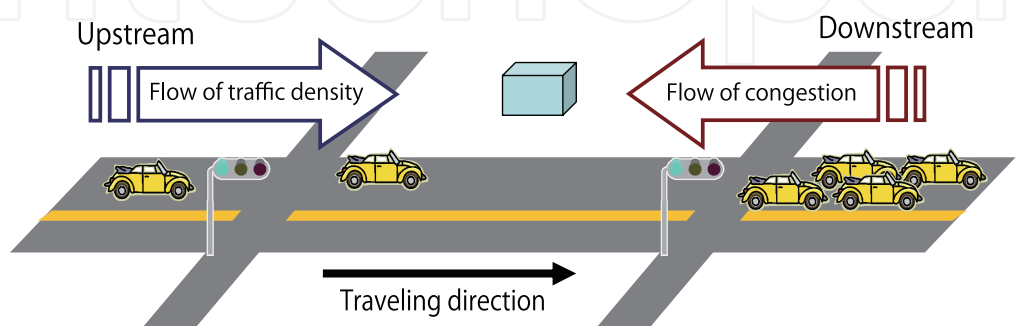 Upstream
Downstream
Flow of traffic density
Flow of congestion
Traveling direction